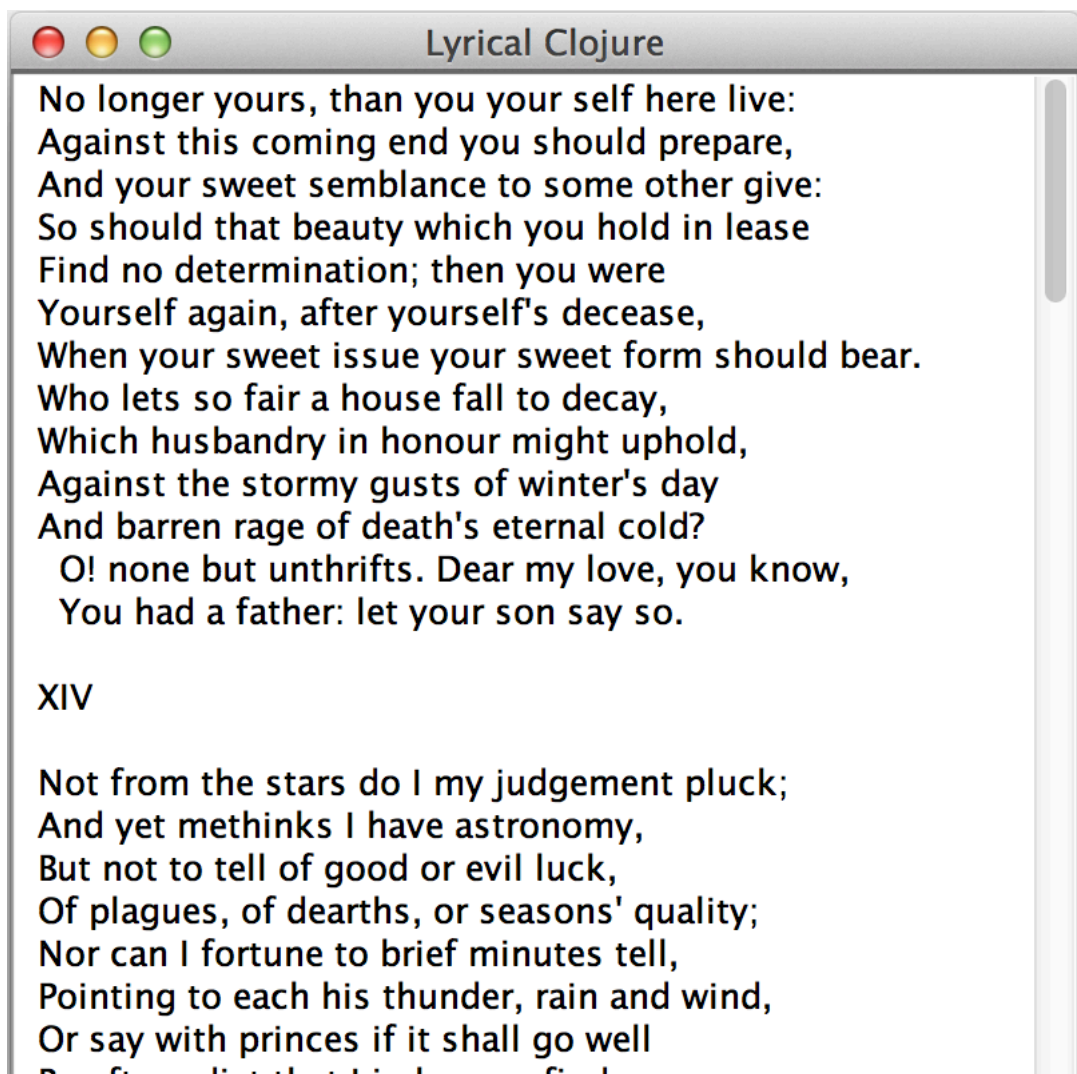 Lyrical Clojure
No longer yours, than you your self here live:
Against this coming end you should prepare,
And your sweet semblance to some other give:
So should that beauty which you hold in lease
Find no determination; then you were
Yourself again, after yourself's decease,
When your sweet issue your sweet form should bear.
Who lets so fair a house fall to decay,
Which husbandry in honour might uphold,
Against the stormy gusts of winter's day
And barren rage of death's eternal cold?
O! none but unthrifts. Dear my love, you know,
You had a father: let your son say so.
XIV
Not from the stars do I my judgement pluck;
And yet methinks I have astronomy,
But not to tell of good or evil luck,
Of plagues, of dearths, or seasons' quality;
Nor can I fortune to brief minutes tell,
Pointing to each his thunder, rain and wind,
Or say with princes if it shall go well